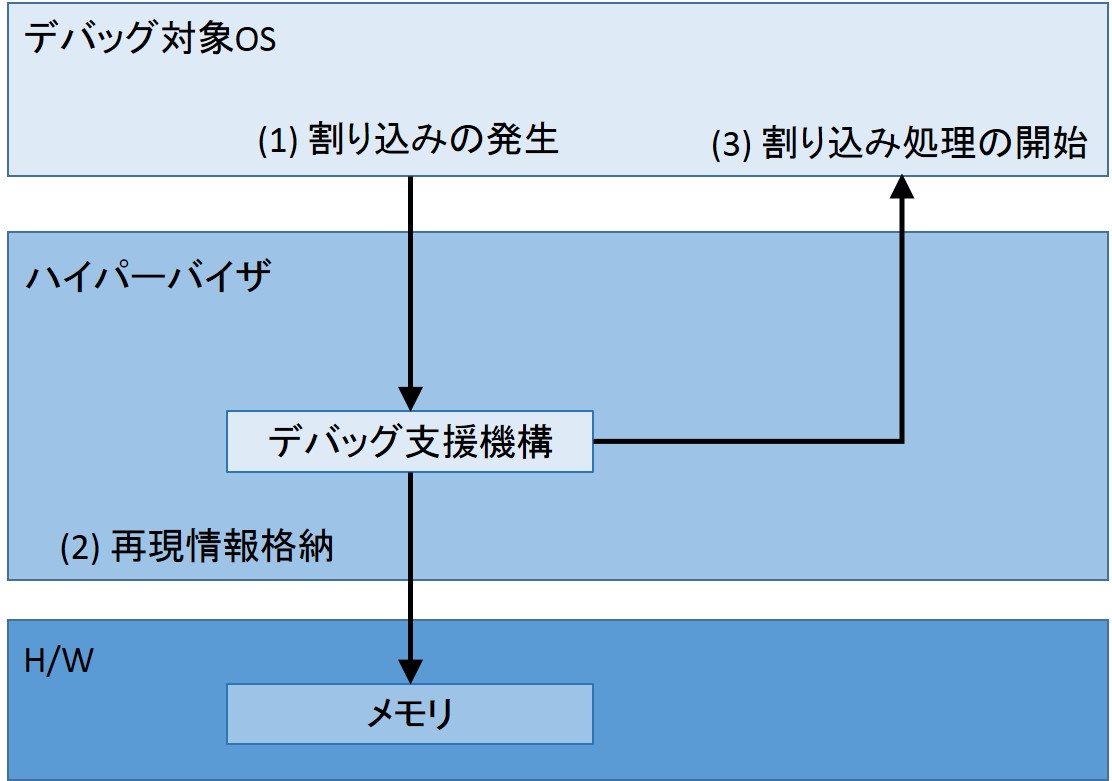 デバッグ対象OS
(1) 割り込みの発生
(3) 割り込み処理の開始
ハイパーバイザ
デバッグ支援機構
(2) 再現情報格納
H/W
メモリ